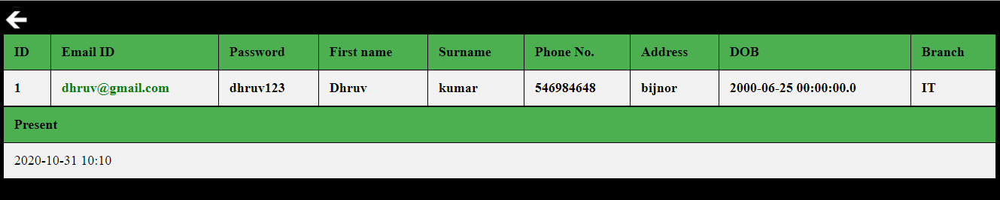 ID Email ID Password First name Surname Phone No. Address DOB Branch
1 dhruv@gmail.com dhruv123 Dhruv kumar 546984648 bijnor 2000-06-25 00:00:00.0 IT
Present
2020-10-31 10:10